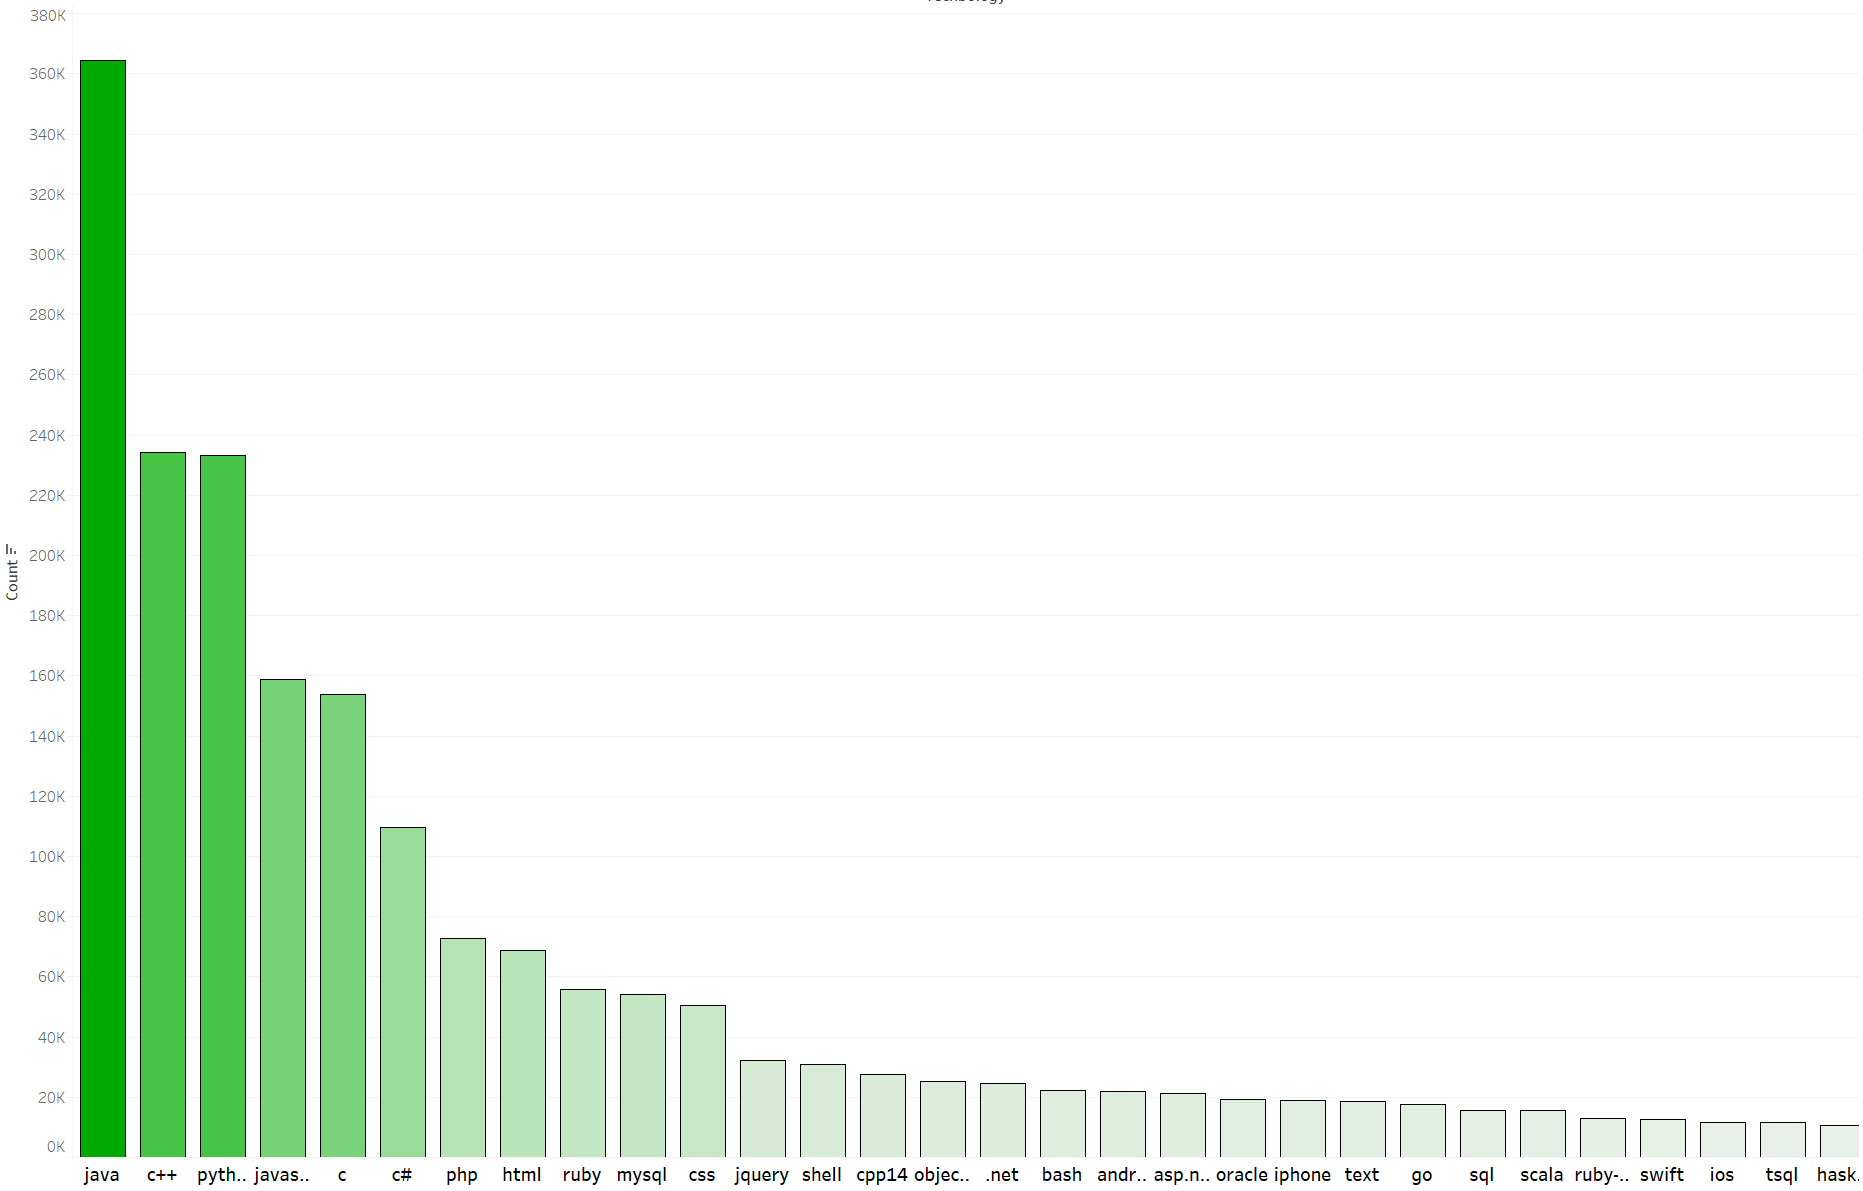 380K
360K
340K
320K
300K
280K
260K
240K
220K
200K
180K
160K
140K
120K
100K
80K
60K
40K
20K
0K
Count
java c++ pyth.. javas.. c c# php html ruby mysql css jquery shell cpp14 objec.. .net bash andr.. asp.n.. oracle iphone text go sql scala ruby-.. swift ios tsql hask.